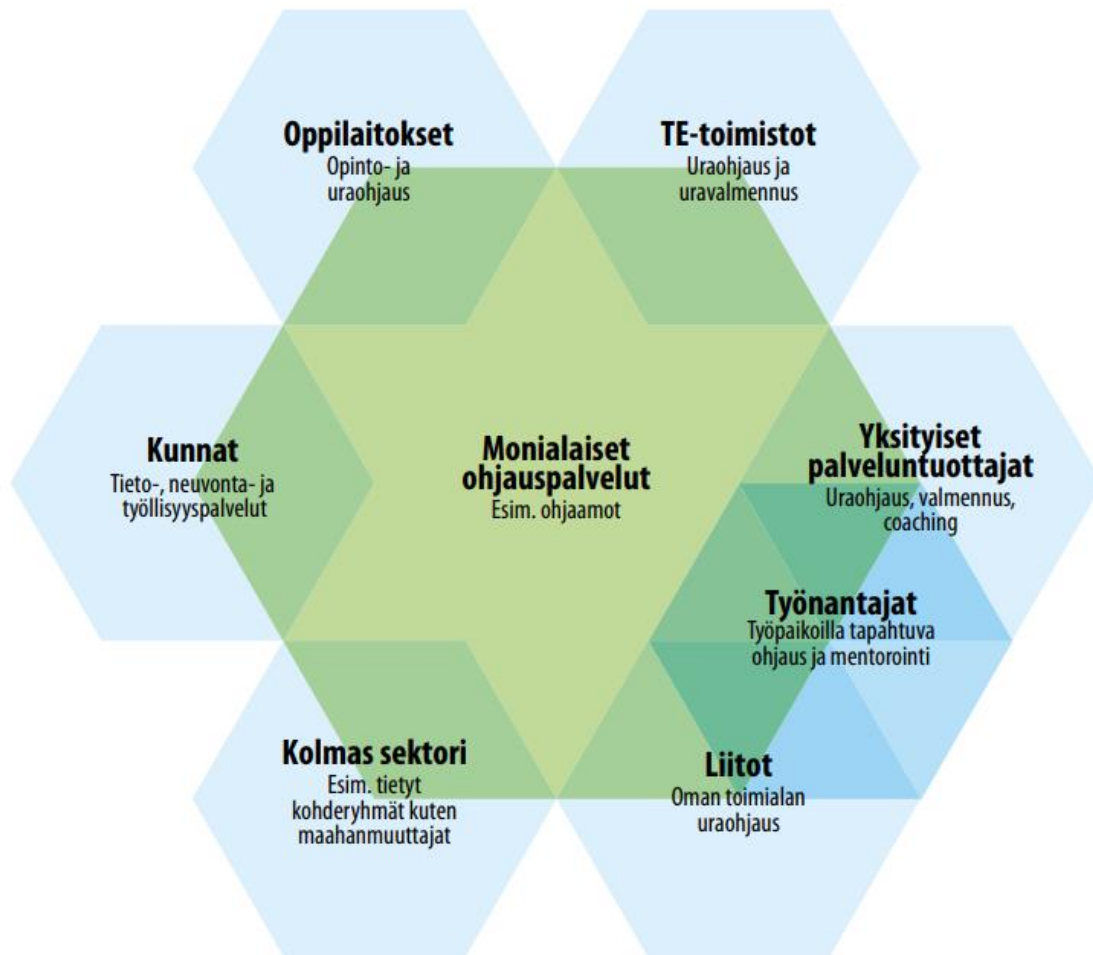 Oppilaitokset
Opinto- ja
uraohjaus
TE-toimistot
Uraohjaus ja
uravalmennus
Kunnat
Tieto-, neuvonta- ja
työllisyyspalvelut
Monialaiset
ohjauspalvelut
Esim. ohjaamot
Yksityiset
palveluntuottajat
Uraohjaus, valmennus,
coaching
Työnantajat
Työpaikoilla tapahtuva
ohjaus ja mentorointi
Kolmas sektori
Esim. tietyt
kohderyhmät kuten
maahanmuuttajat
Liitot
Oman toimialan
uraohjaus